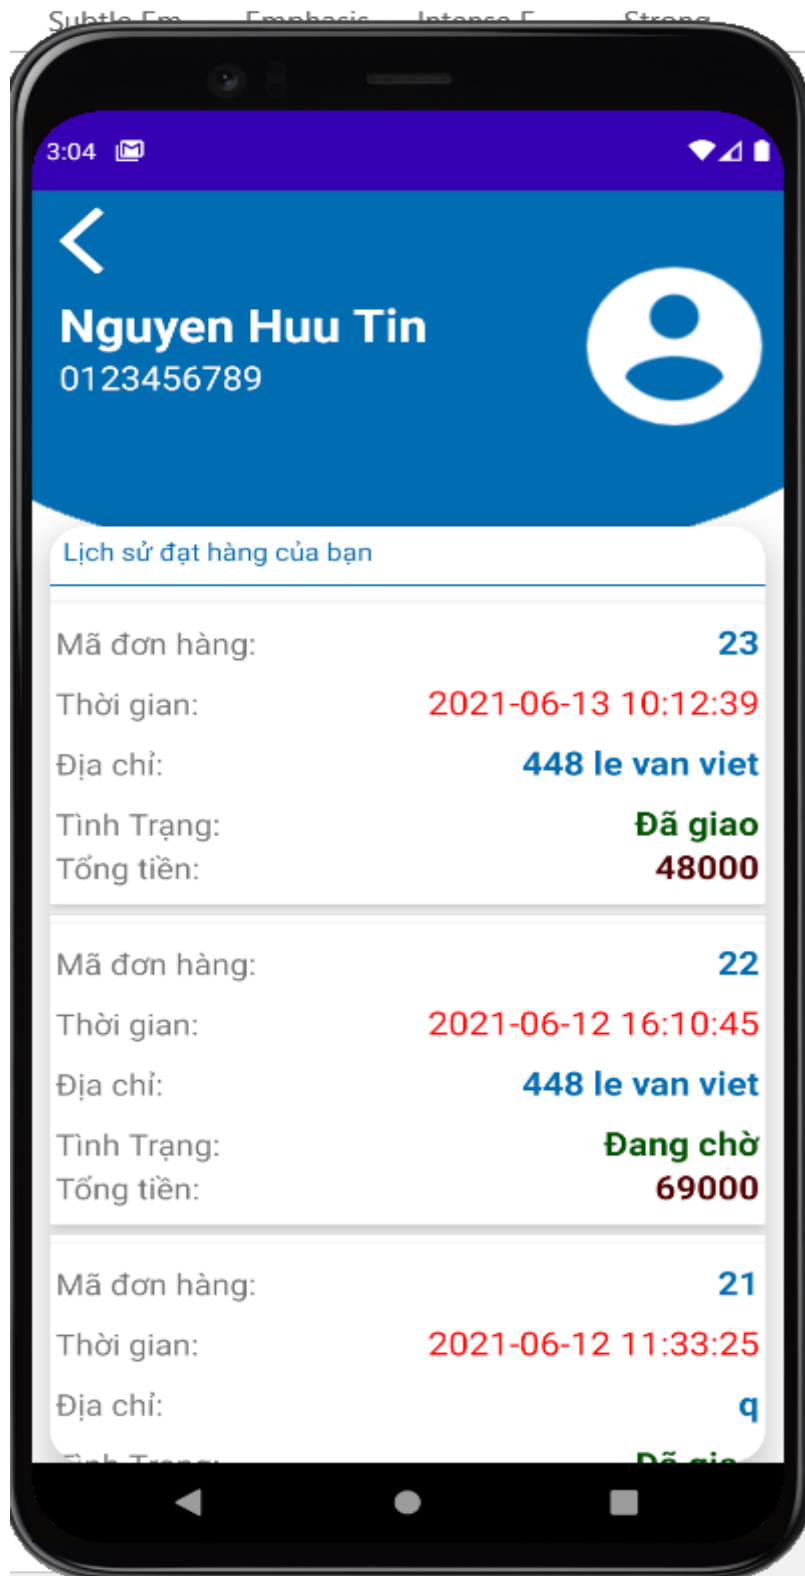 3:04
Nguyen Huu Tin
0123456789
Lịch sử đạt hàng của bạn
Mã đơn hàng: 23
Thời gian: 2021-06-13 10:12:39
Địa chỉ: 448 le van viet
Tình Trạng: Đã giao
Tổng tiền: 48000
Mã đơn hàng: 22
Thời gian: 2021-06-12 16:10:45
Địa chỉ: 448 le van viet
Tình Trạng: Đang chờ
Tổng tiền: 69000
Mã đơn hàng: 21
Thời gian: 2021-06-12 11:33:25
Địa chỉ: q